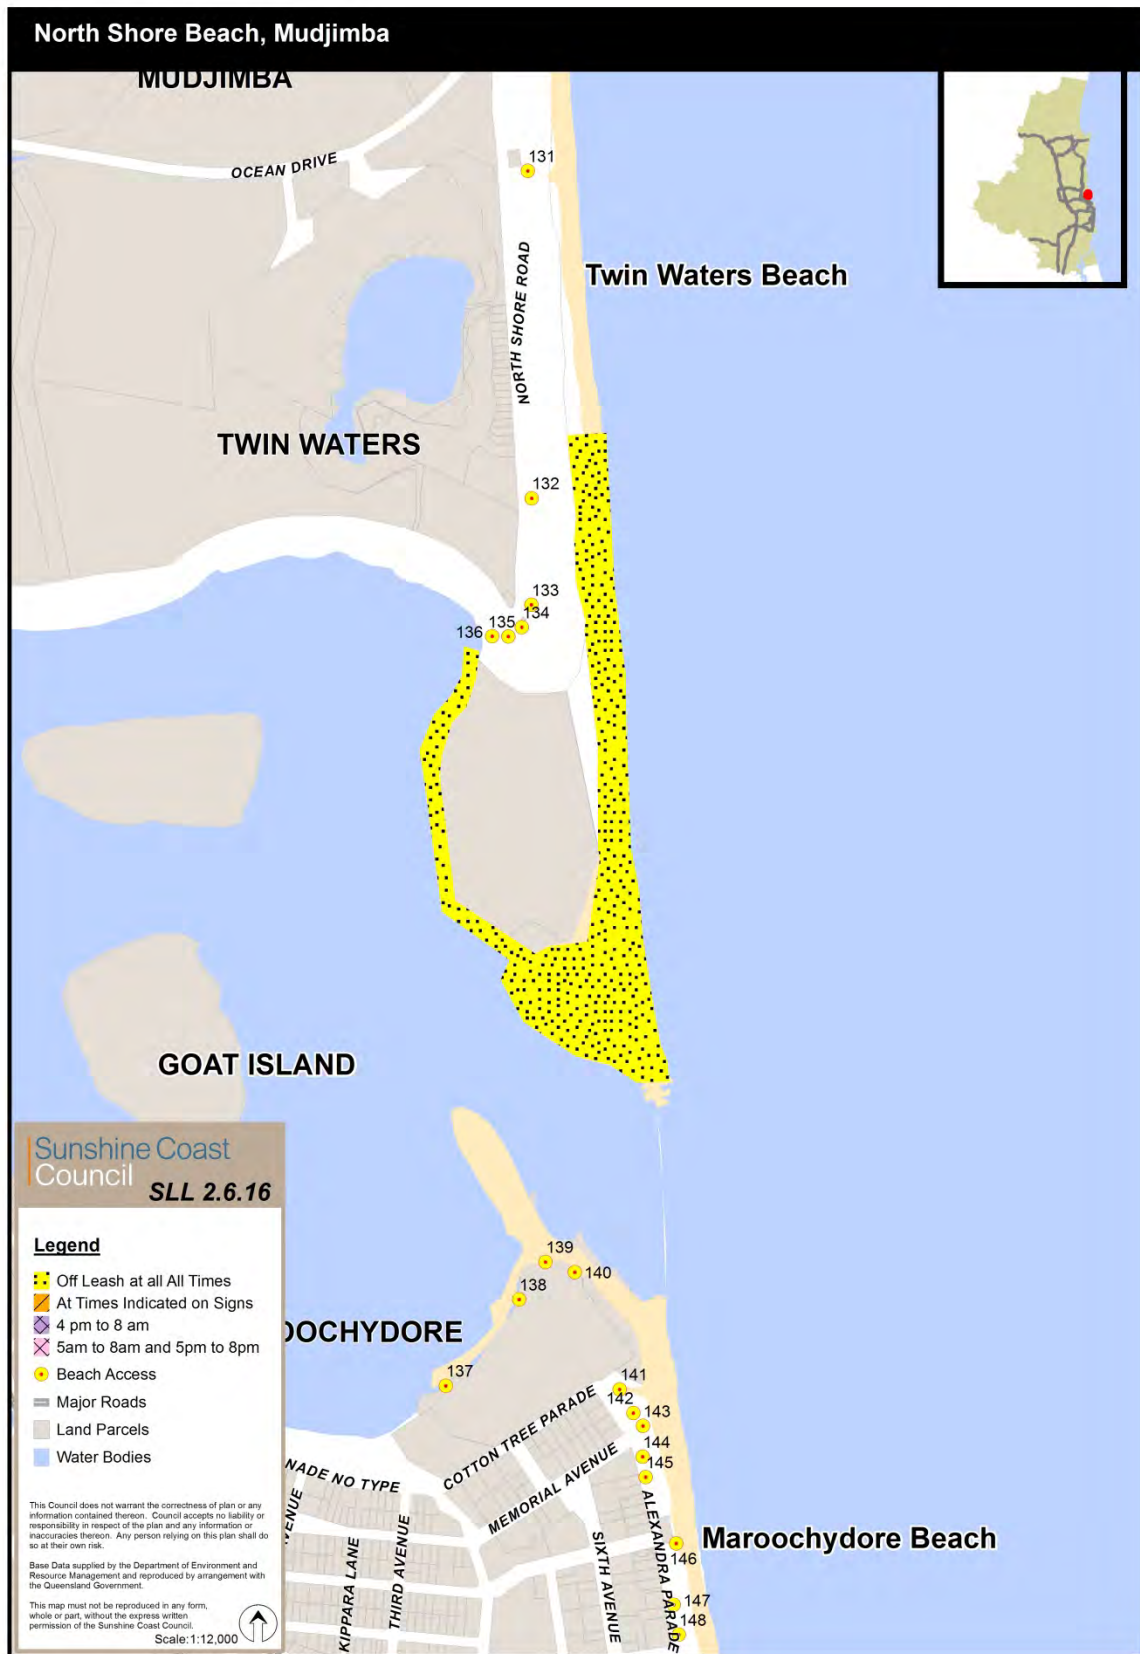 North Shore Beach, Mudjimba
MUDJIMBA
OCEAN DRIVE
131
NORTH SHORE ROAD
Twin Waters Beach
TWIN WATERS
132
133
134
135
136
GOAT ISLAND
Sunshine Coast
Council
SLL 2.6.16
Legend
Off Leash at all All Times
At Times Indicated on Signs
4 pm to 8 am
5am to 8am and 5pm to 8pm
Beach Access
Major Roads
Land Parcels
Water Bodies
This Council does not warrant the correctness of plan or any
information contained thereon. Council accepts no liability or
responsibility in respect of the plan and any information or
inaccuracies thereon. Any person relying on this plan shall do
so at their own risk.
Base Data supplied by the Department of Environment and
Resource Management and reproduced by arrangement with
the Queensland Government.
This map must not be reproduced in any form,
whole or part, without the express written
permission of the Sunshine Coast Council.
Scale:1:12,000
139
140
138
OOCHYDORE
137
141
142
143
144
145
COTTON TREE PARADE
MEMORIAL AVENUE
NADE NO TYPE
VENUE
KIPPARA LANE
THIRD AVENUE
SIXTH AVENUE
ALEXANDRA PARADE
Maroochydore Beach
146
147
148